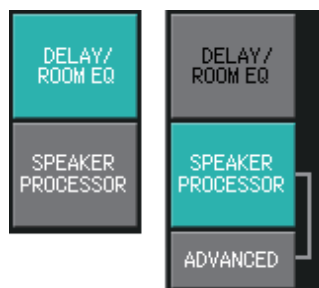 DELAY/
ROOM EQ
SPEAKER
PROCESSOR
DELAY/
ROOM EQ
SPEAKER
PROCESSOR
ADVANCED